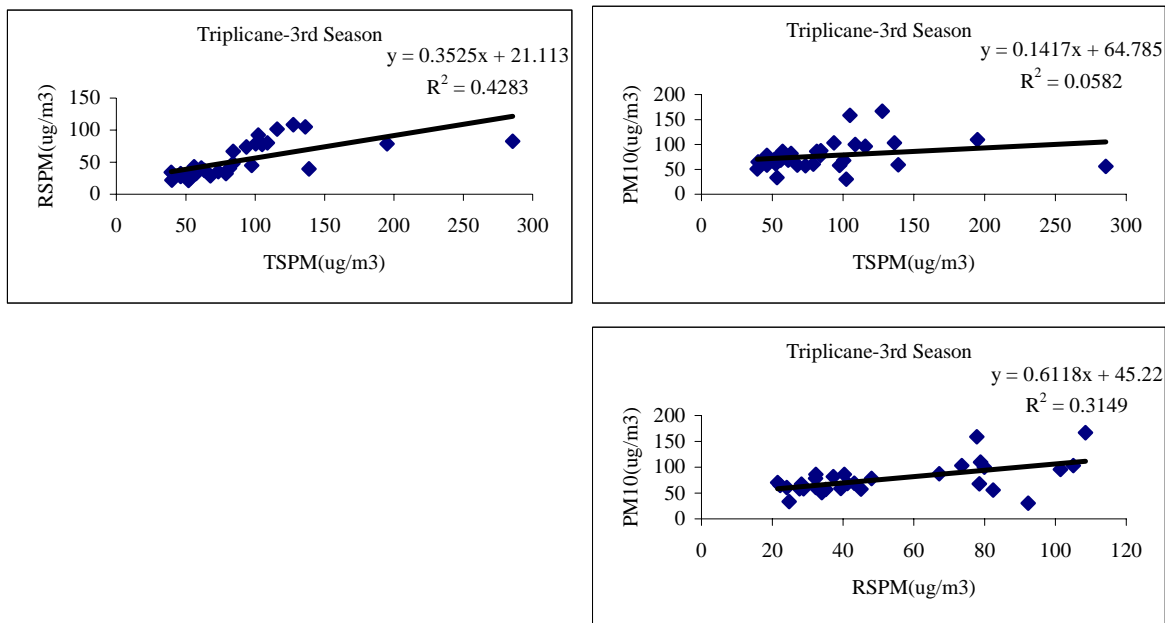 Triplicane-3rd Season
y = 0.3525x + 21.113
R² = 0.4283
150
100
50
0
0 50 100 150 200 250 300
RSPM(ug/m3)
TSPM(ug/m3)
Triplicane-3rd Season
y = 0.1417x + 64.785
R² = 0.0582
200
150
100
50
0
0 50 100 150 200 250 300
PM10(ug/m3)
TSPM(ug/m3)
Triplicane-3rd Season
y = 0.6118x + 45.22
R² = 0.3149
200
150
100
50
0
0 20 40 60 80 100 120
PM10(ug/m3)
RSPM(ug/m3)